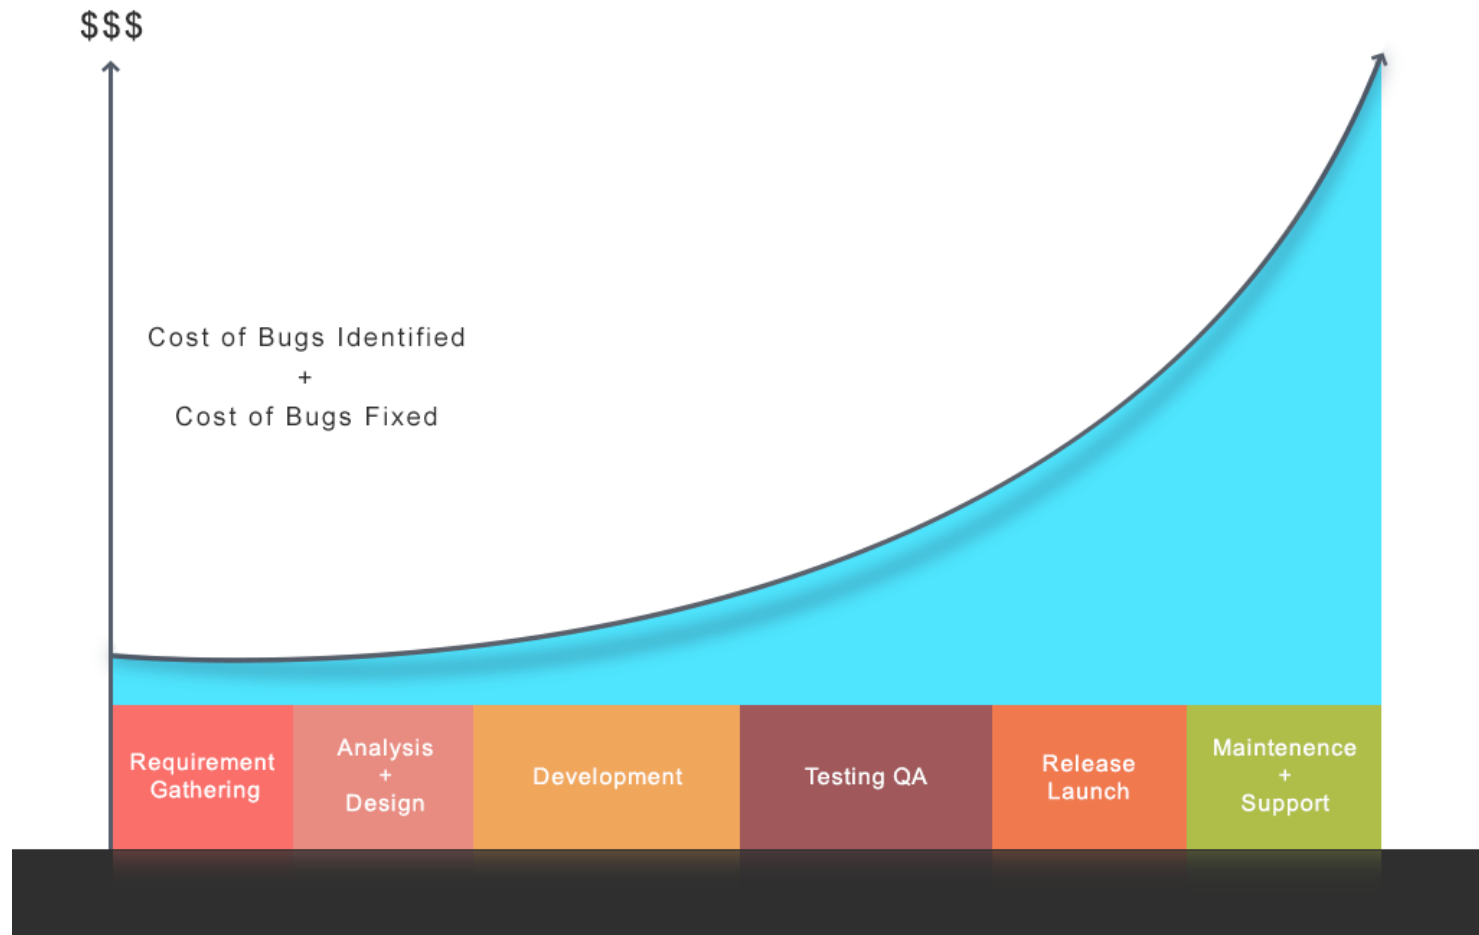 $$$
Cost of Bugs Identified
+
Cost of Bugs Fixed
Requirement
Gathering
Analysis
+
Design
Development
Testing QA
Release
Launch
Maintenence
+
Support